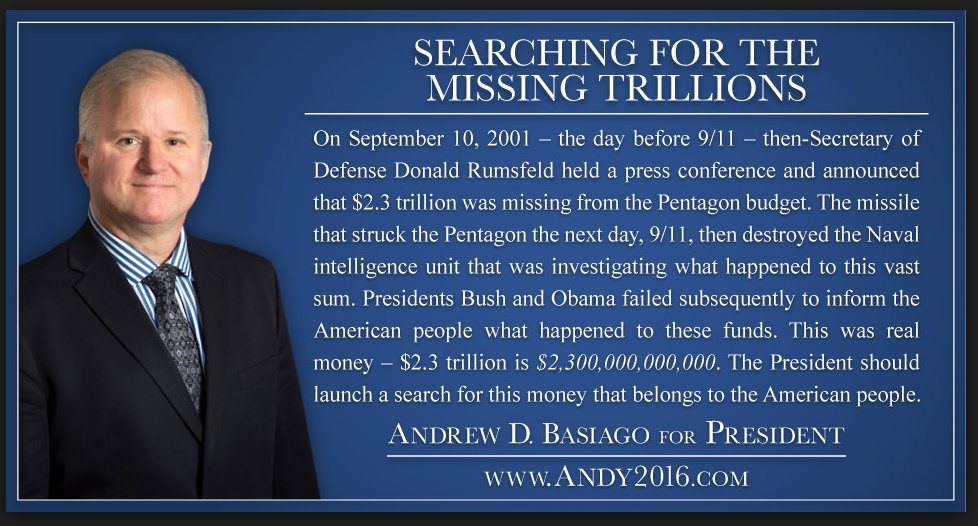 SEARCHING FOR THE
MISSING TRILLIONS
On September 10, 2001 – the day before 9/11 – then-Secretary of
Defense Donald Rumsfeld held a press conference and announced
that $2.3 trillion was missing from the Pentagon budget. The missile
that struck the Pentagon the next day, 9/11, then destroyed the Naval
intelligence unit that was investigating what happened to this vast
sum. Presidents Bush and Obama failed subsequently to inform the
American people what happened to these funds. This was real
money – $2.3 trillion is $2,300,000,000,000. The President should
launch a search for this money that belongs to the American people.
ANDREW D. BASIAGO FOR PRESIDENT
WWW.ANDY2016.COM